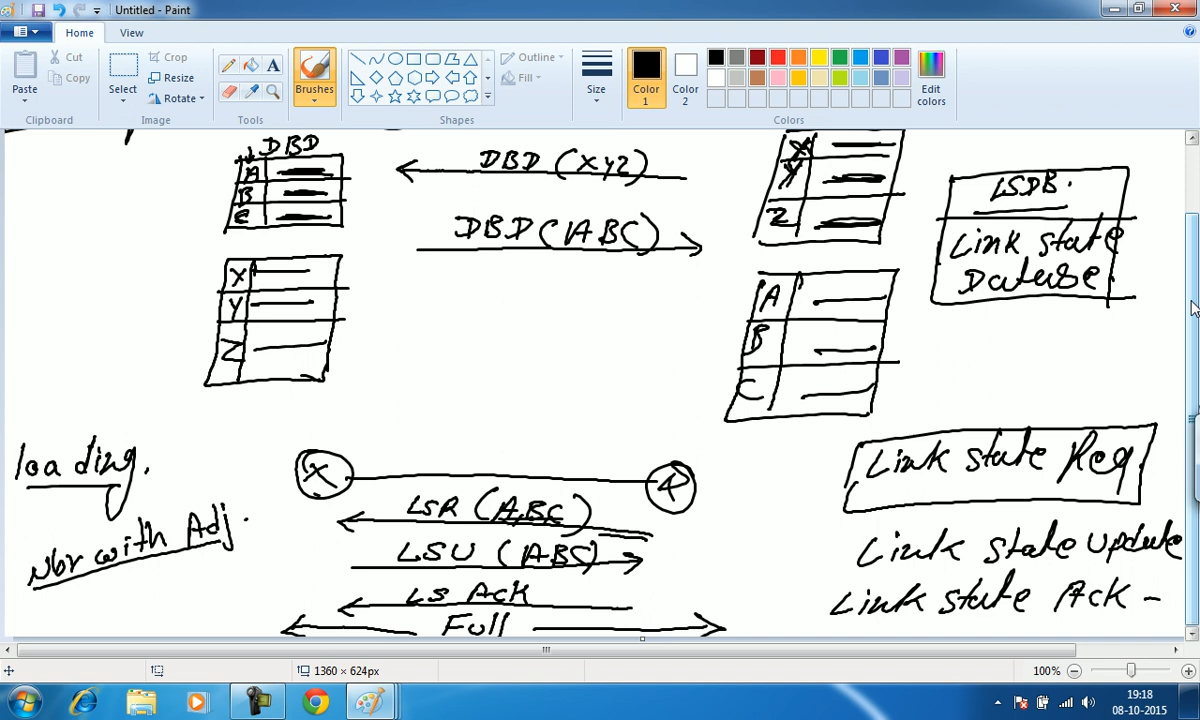 Untitled - Paint
Home
View
Paste
Cut
Copy
Clipboard
Select
Crop
Resize
Rotate
Image
A
Tools
Brushes
Shapes
Outline
Fill
Size
Color
1
Color
2
Colors
Edit
colors
DBD
A
B
C
DBD (XYZ)
DBD (ABC)
X
Y
Z
LSDB.
Link state
Database
X
Y
Z
A
B
C
loading.
Nbr with Adj.
X
LSR (A,BC)
LSU (ABC)
LS Ack
Full
Link state Req
Link state Update
Link state Ack -
1360 × 624px
100%
19:18
08-10-2015